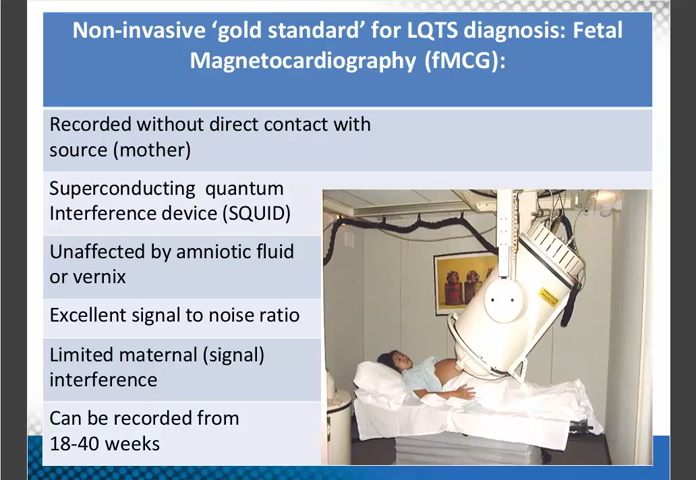 Non-invasive ‘gold standard’ for LQTS diagnosis: Fetal
Magnetocardiography (fMCG):
Recorded without direct contact with
source (mother)
Superconducting quantum
Interference device (SQUID)
Unaffected by amniotic fluid
or vernix
Excellent signal to noise ratio
Limited maternal (signal)
interference
Can be recorded from
18-40 weeks